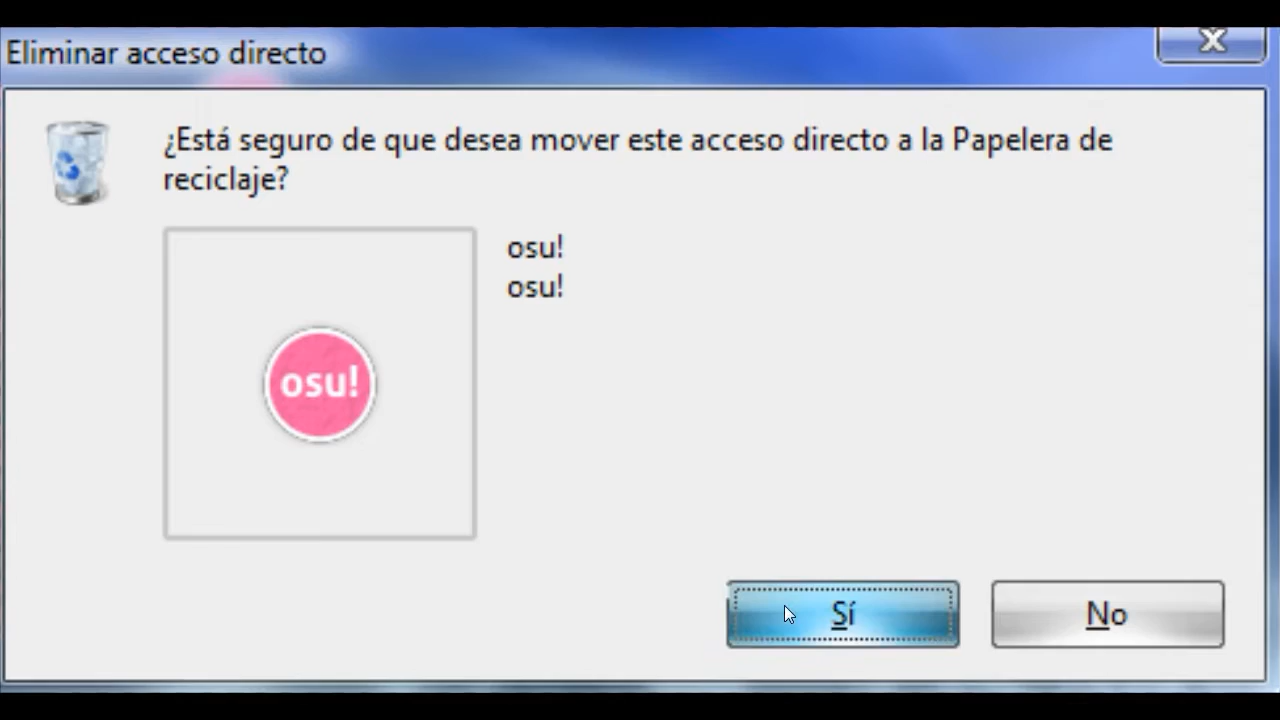 Eliminar acceso directo
¿Está seguro de que desea mover este acceso directo a la Papelera de
reciclaje?
osu!
osu!
osu!
Sí
No